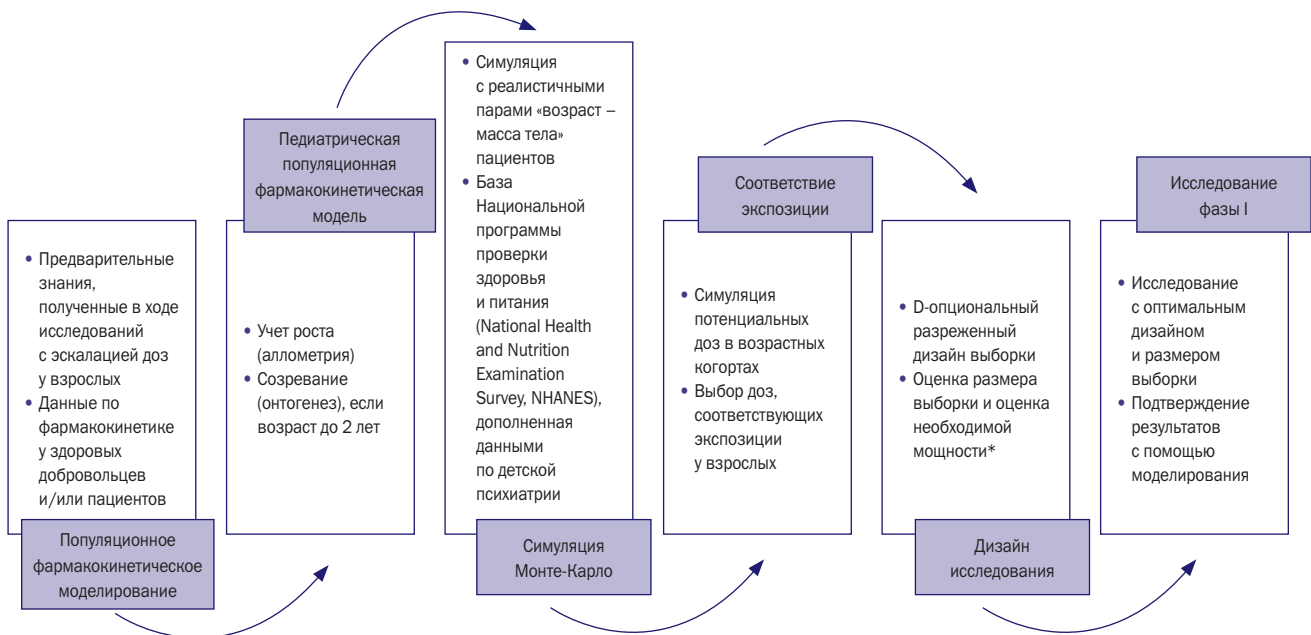 • Предварительные
знания,
полученные в ходе
исследований
с эскалацией доз
у взрослых
• Данные по
фармакокинетике
у здоровых
добровольцев
и/или пациентов
Популяционное
фармакокинетическое
моделирование
Педиатрическая
популяционная
фармакокинетическая
модель
• Учет роста
(аллометрия)
• Созревание
(онтогенез), если
возраст до 2 лет
• Симуляция
с реалистичными
парами «возраст –
масса тела»
пациентов
• База
Национальной
программы
проверки
здоровья
и питания
(National Health
and Nutrition
Examination
Survey, NHANES),
дополненная
данными
по детской
психиатрии
Симуляция
Монте-Карло
Соответствие
экспозиции
• Симуляция
потенциальных
доз в возрастных
когортах
• Выбор доз,
соответствующих
экспозиции
у взрослых
• D-опциональный
разреженный
дизайн выборки
• Оценка размера
выборки и оценка
необходимой
мощности*
Дизайн
исследования
Исследование
фазы I
• Исследование
с оптимальным
дизайном
и размером
выборки
• Подтверждение
результатов
с помощью
моделирования